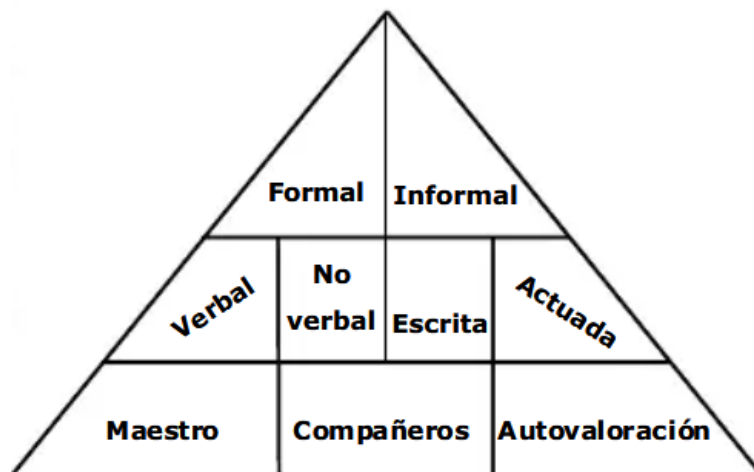 Formal
Informal
Verbal
No
verbal
Escrita
Actuada
Maestro
Compañeros
Autovaloración